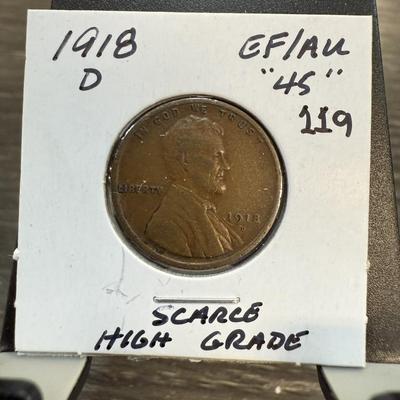 1918 EF/AU
D "45"
119
IN GOD WE TRUST
LIBERTY
1918
D
SCARCE
HIGH GRADE